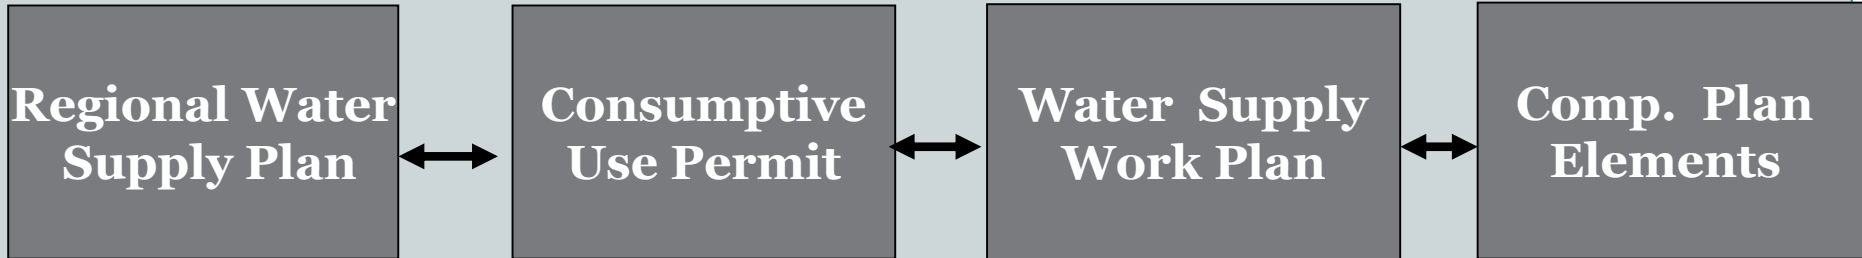 Regional Water
Supply Plan
Consumptive
Use Permit
Water Supply
Work Plan
Comp. Plan
Elements